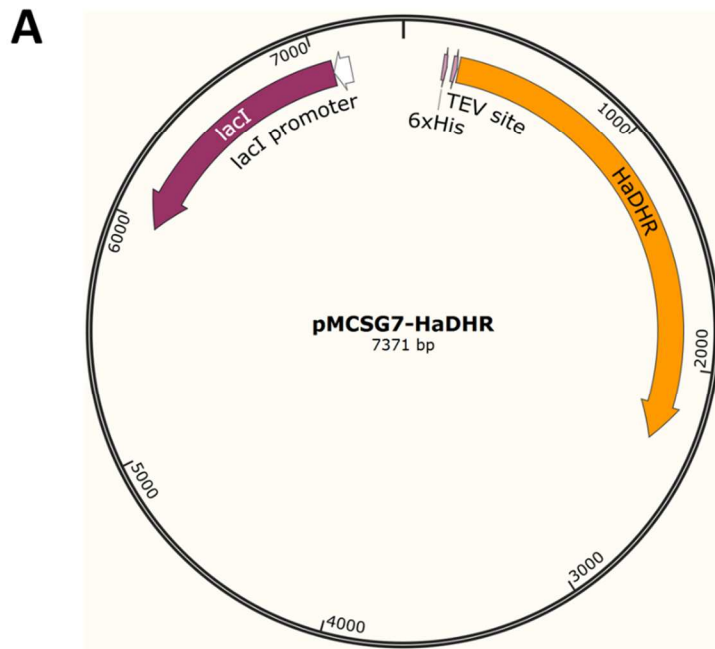 A
7000
lacI
lacI promoter
6xHis
TEV site
1000
HaDHR
6000
pMCSG7-HaDHR
7371 bp
2000
5000
3000
4000